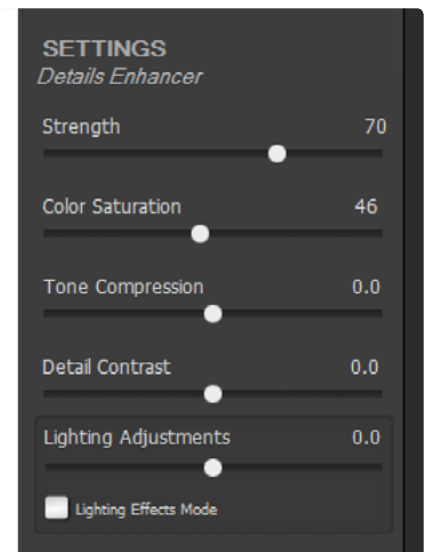 SETTINGS
Details Enhancer
Strength 70
Color Saturation 46
Tone Compression 0.0
Detail Contrast 0.0
Lighting Adjustments 0.0
Lighting Effects Mode